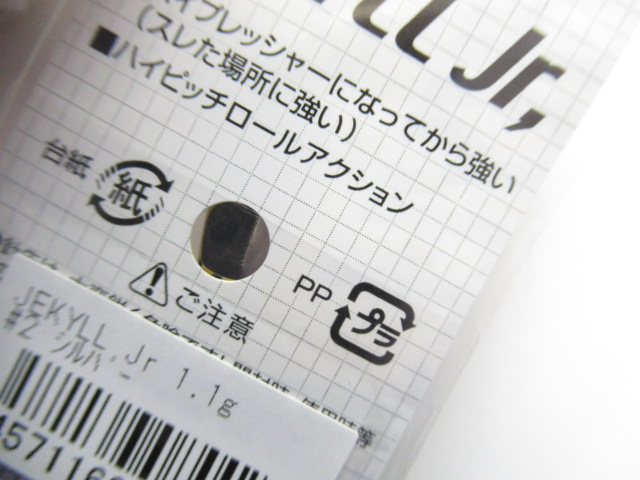 LL Jr,
イプレッシャーになってから強い
(スレた場所に強い)
■ハイピッチロールアクション
台紙
紙
PP
プラ
ご注意
JEKYLL.Jr 1.1g
シルバー
457116